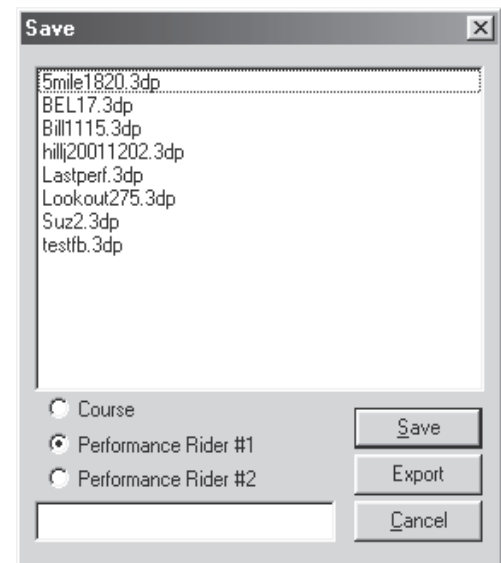 Save
5mile1820.3dp
BEL17.3dp
Bill1115.3dp
hillj20011202.3dp
Lastperf.3dp
Lookout275.3dp
Suz2.3dp
testfb.3dp
Course
Performance Rider #1
Performance Rider #2
Save
Export
Cancel